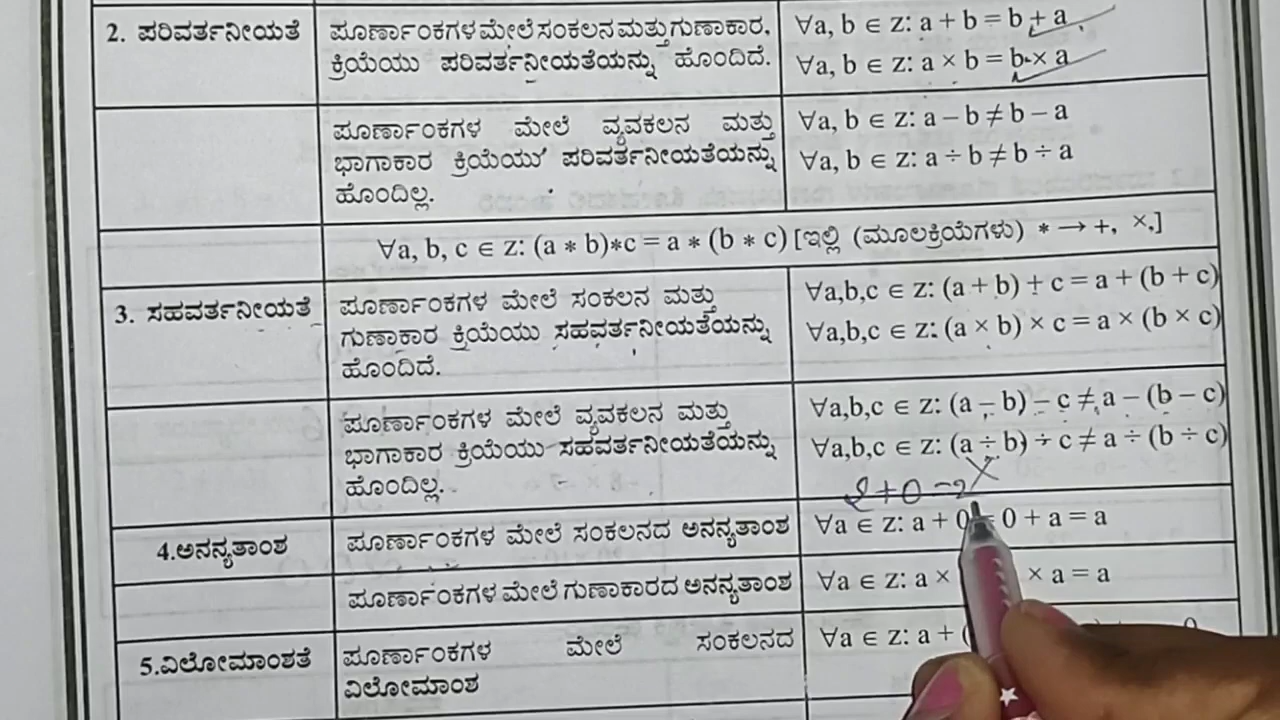 2. ಪರಿವರ್ತನೀಯತೆ
ಪೂರ್ಣಾಂಕಗಳ ಮೇಲೆ ಸಂಕಲನ ಮತ್ತು ಗುಣಾಕಾರ,
ಕ್ರಿಯೆಯು ಪರಿವರ್ತನೀಯತೆಯನ್ನು ಹೊಂದಿದೆ.
∀a, b ∈ z: a + b = b + a
∀a, b ∈ z: a × b = b × a
ಪೂರ್ಣಾಂಕಗಳ ಮೇಲೆ ವ್ಯವಕಲನ ಮತ್ತು
ಭಾಗಾಕಾರ ಕ್ರಿಯೆಯು ಪರಿವರ್ತನೀಯತೆಯನ್ನು
ಹೊಂದಿಲ್ಲ.
∀a, b ∈ z: a – b ≠ b – a
∀a, b ∈ z: a ÷ b ≠ b ÷ a
∀a, b, c ∈ z: (a * b)*c = a * (b * c) [ಇಲ್ಲಿ (ಮೂಲಕ್ರಿಯೆಗಳು) * → +, ×,]
3. ಸಹವರ್ತನೀಯತೆ
ಪೂರ್ಣಾಂಕಗಳ ಮೇಲೆ ಸಂಕಲನ ಮತ್ತು
ಗುಣಾಕಾರ ಕ್ರಿಯೆಯು ಸಹವರ್ತನೀಯತೆಯನ್ನು
ಹೊಂದಿದೆ.
∀a,b,c ∈ z: (a + b) + c = a + (b + c)
∀a,b,c ∈ z: (a × b) × c = a × (b × c)
ಪೂರ್ಣಾಂಕಗಳ ಮೇಲೆ ವ್ಯವಕಲನ ಮತ್ತು
ಭಾಗಾಕಾರ ಕ್ರಿಯೆಯು ಸಹವರ್ತನೀಯತೆಯನ್ನು
ಹೊಂದಿಲ್ಲ.
∀a,b,c ∈ z: (a – b) – c ≠ a – (b – c)
∀a,b,c ∈ z: (a ÷ b) ÷ c ≠ a ÷ (b ÷ c)
4.ಅನನ್ಯತಾಂಶ
ಪೂರ್ಣಾಂಕಗಳ ಮೇಲೆ ಸಂಕಲನದ ಅನನ್ಯತಾಂಶ
∀a ∈ z: a + 0 = 0 + a = a
ಪೂರ್ಣಾಂಕಗಳ ಮೇಲೆ ಗುಣಾಕಾರದ ಅನನ್ಯತಾಂಶ
∀a ∈ z: a × × a = a
5.ವಿಲೋಮಾಂಶತೆ
ಪೂರ್ಣಾಂಕಗಳ ಮೇಲೆ ಸಂಕಲನದ
ವಿಲೋಮಾಂಶ
∀a ∈ z: a + (